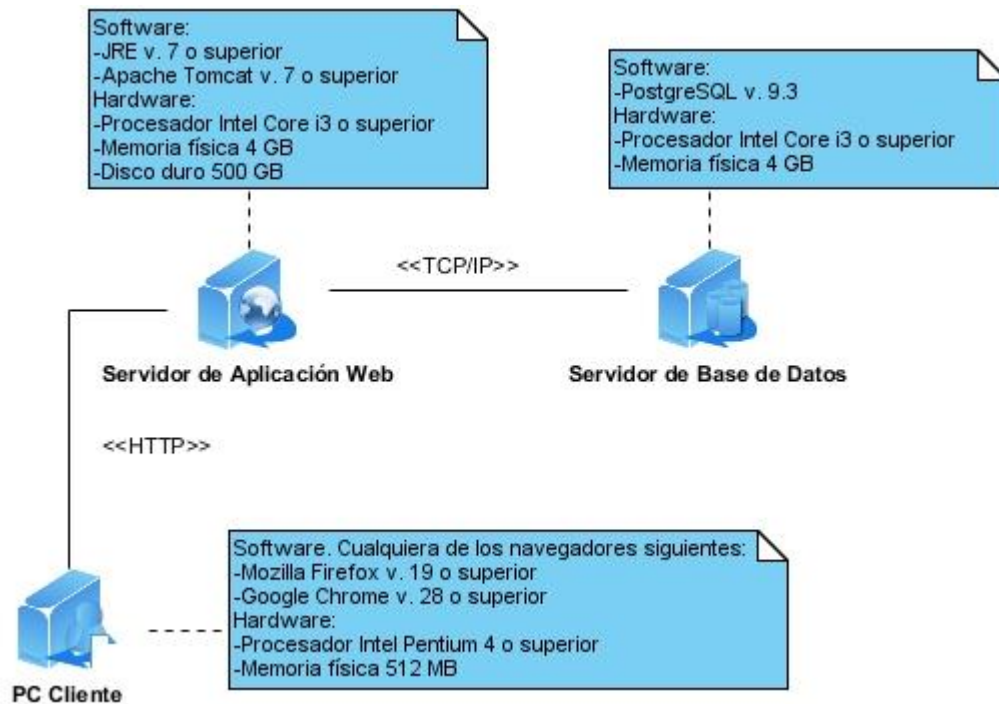 Software:
-JRE v. 7 o superior
-Apache Tomcat v. 7 o superior
Hardware:
-Procesador Intel Core i3 o superior
-Memoria física 4 GB
-Disco duro 500 GB
Software:
-PostgreSQL v. 9.3
Hardware:
-Procesador Intel Core i3 o superior
-Memoria física 4 GB
<<TCP/IP>>
Servidor de Aplicación Web
Servidor de Base de Datos
<<HTTP>>
Software. Cualquiera de los navegadores siguientes:
-Mozilla Firefox v. 19 o superior
-Google Chrome v. 28 o superior
Hardware:
-Procesador Intel Pentium 4 o superior
-Memoria física 512 MB
PC Cliente